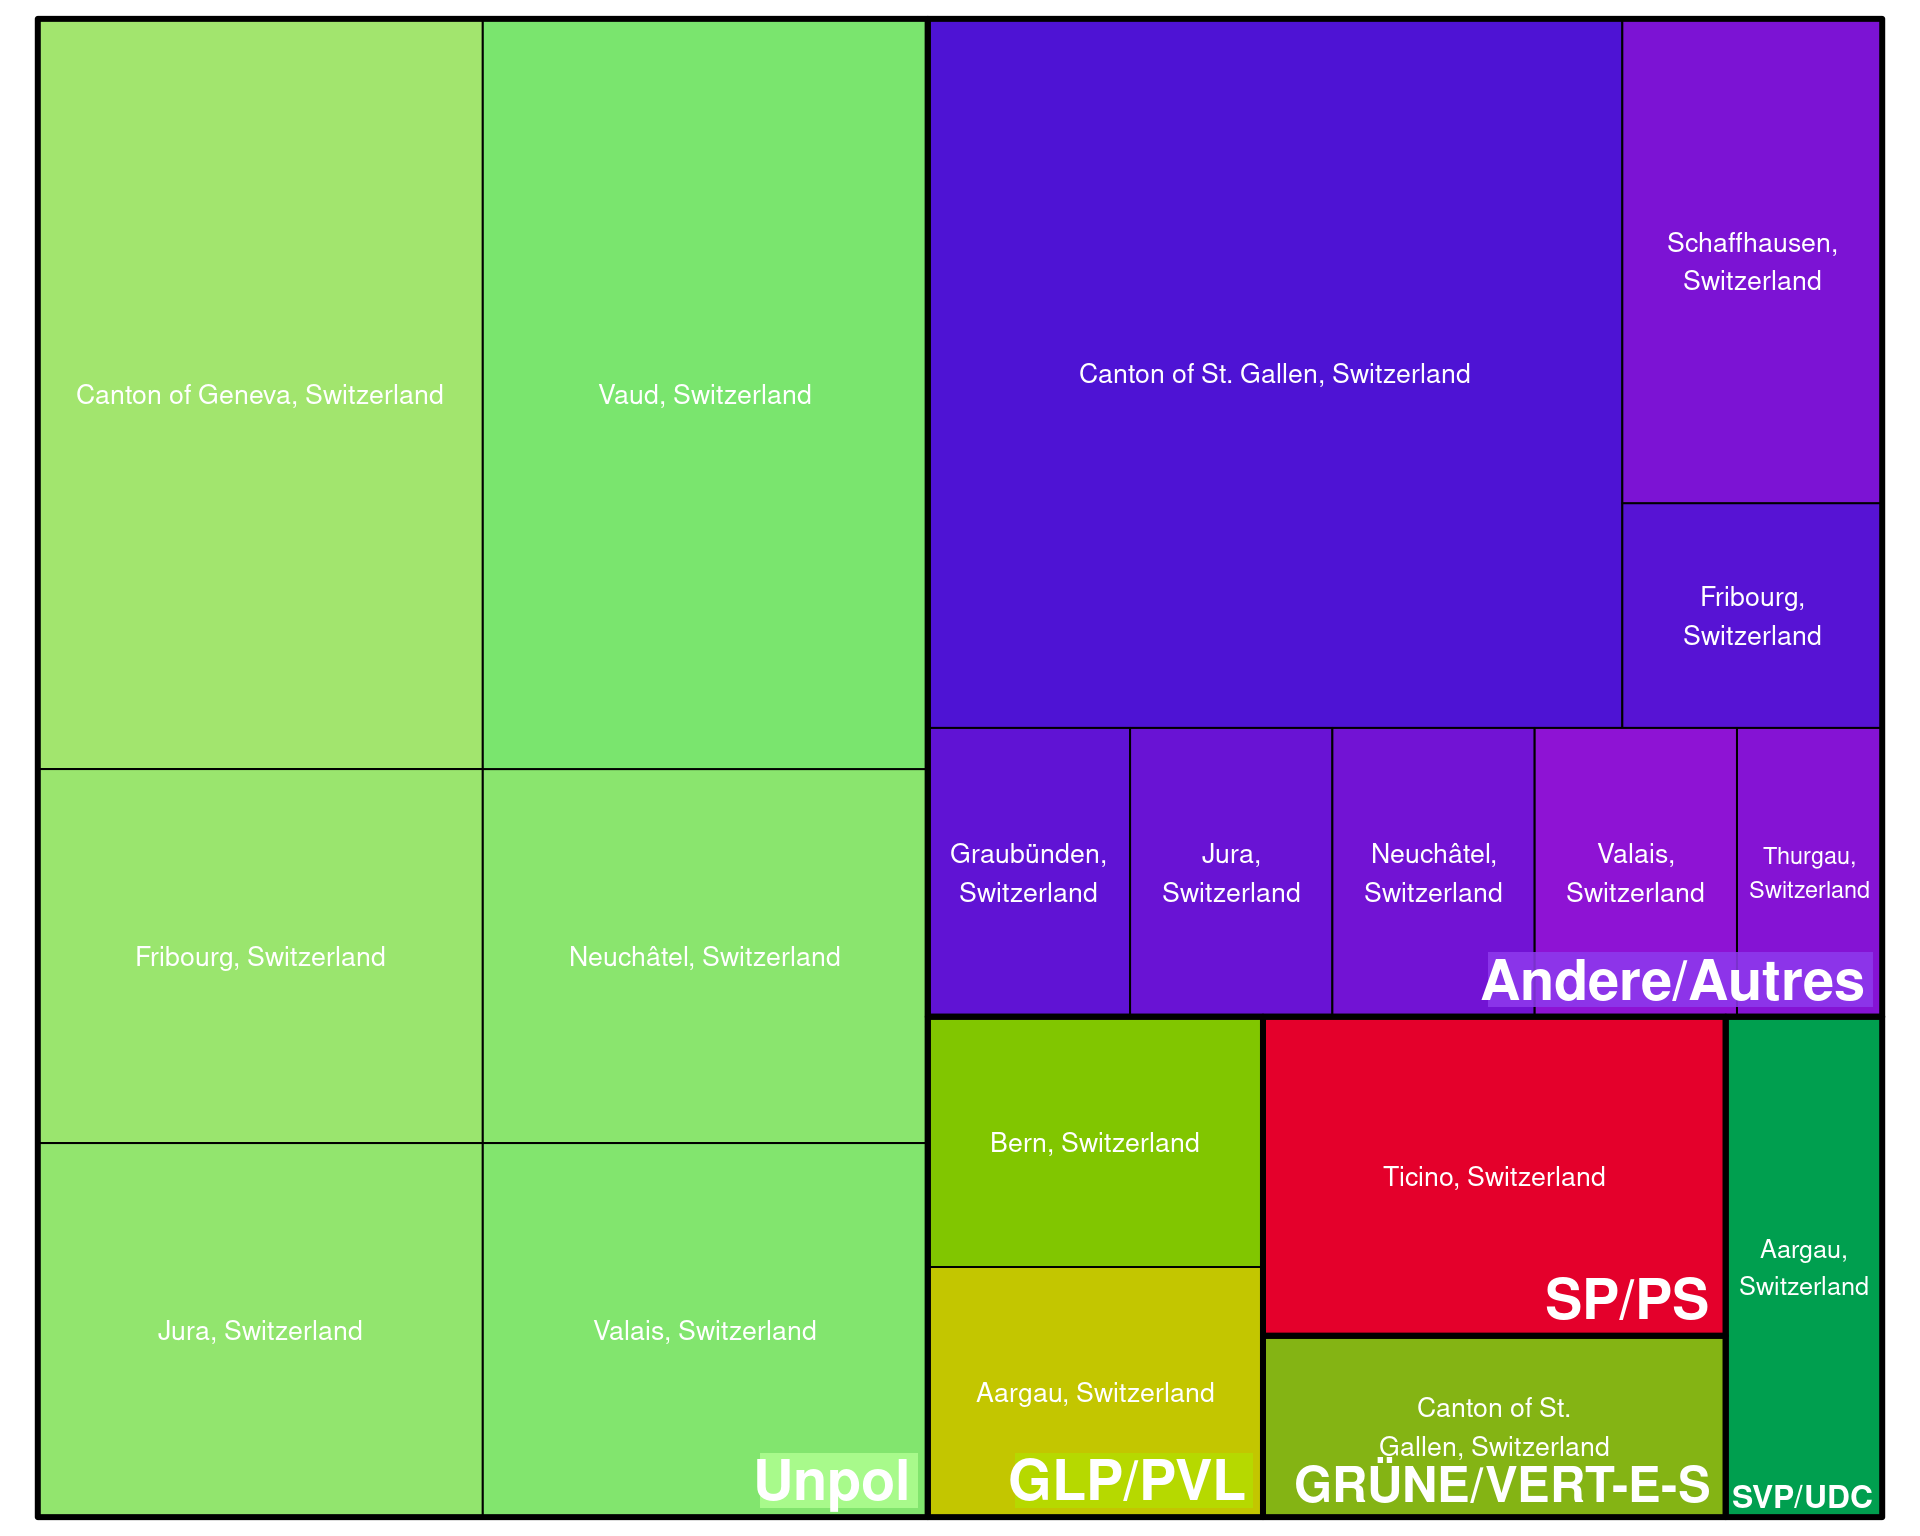 Canton of Geneva, Switzerland
Vaud, Switzerland
Fribourg, Switzerland
Neuchâtel, Switzerland
Jura, Switzerland
Valais, Switzerland
Unpol
Canton of St. Gallen, Switzerland
Schaffhausen,
Switzerland
Fribourg,
Switzerland
Graubünden,
Switzerland
Jura,
Switzerland
Neuchâtel,
Switzerland
Valais,
Switzerland
Thurgau,
Switzerland
Andere/Autres
Bern, Switzerland
Aargau, Switzerland
GLP/PVL
Ticino, Switzerland
SP/PS
Canton of St.
Gallen, Switzerland
GRÜNE/VERT-E-S
Aargau,
Switzerland
SVP/UDC